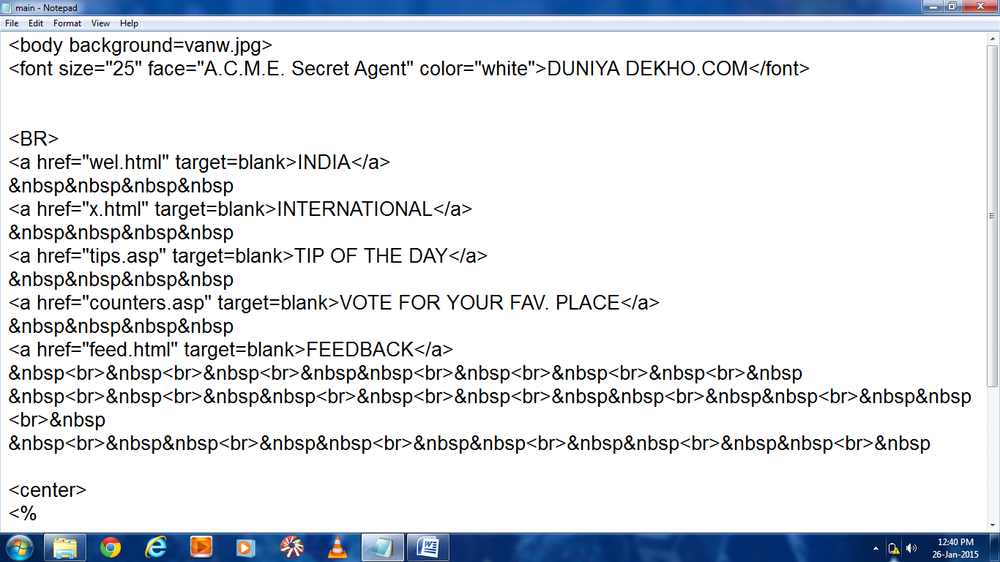 main - Notepad
File Edit Format View Help
<body background=vanw.jpg>
<font size="25" face="A.C.M.E. Secret Agent" color="white">DUNIYA DEKHO.COM</font>
<BR>
<a href="wel.html" target=blank>INDIA</a>
&nbsp&nbsp&nbsp&nbsp
<a href="x.html" target=blank>INTERNATIONAL</a>
&nbsp&nbsp&nbsp&nbsp
<a href="tips.asp" target=blank>TIP OF THE DAY</a>
&nbsp&nbsp&nbsp&nbsp
<a href="counters.asp" target=blank>VOTE FOR YOUR FAV. PLACE</a>
&nbsp&nbsp&nbsp&nbsp
<a href="feed.html" target=blank>FEEDBACK</a>
&nbsp<br>&nbsp<br>&nbsp<br>&nbsp&nbsp<br>&nbsp<br>&nbsp<br>&nbsp<br>&nbsp
&nbsp<br>&nbsp<br>&nbsp&nbsp<br>&nbsp<br>&nbsp<br>&nbsp&nbsp<br>&nbsp&nbsp<br>&nbsp&nbsp
<br>&nbsp
&nbsp<br>&nbsp&nbsp<br>&nbsp&nbsp<br>&nbsp&nbsp<br>&nbsp&nbsp<br>&nbsp&nbsp<br>&nbsp
<center>
<%
12:40 PM
26-Jan-2015